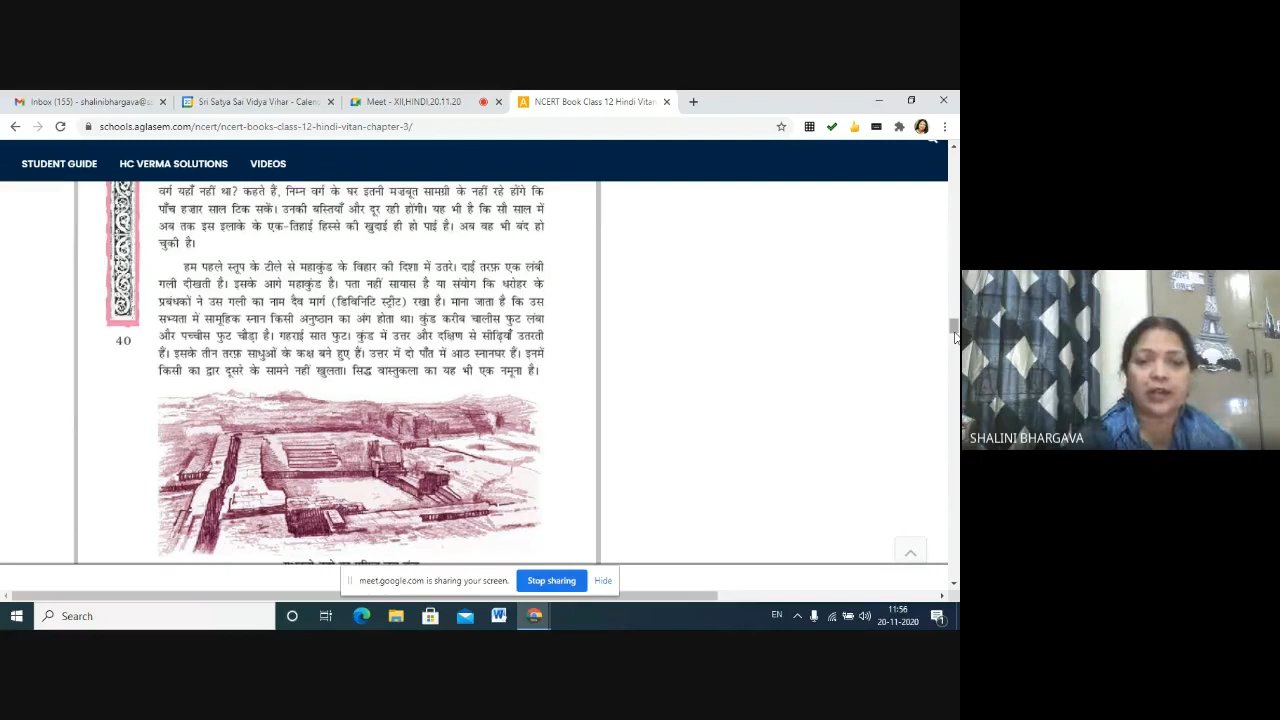 Inbox (155) - shalinibhargava@s
Sri Satya Sai Vidya Vihar - Calen
Meet - XII,HINDI,20.11.20
NCERT Book Class 12 Hindi Vitan
schools.aglasem.com/ncert/ncert-books-class-12-hindi-vitan-chapter-3/
STUDENT GUIDE
HC VERMA SOLUTIONS
VIDEOS
वर्ग यहाँ नहीं था? कहते हैं, निम्न वर्ग के घर इतनी मज़बूत सामग्री के नहीं रहे होंगे कि
पाँच हज़ार साल टिक सकें। उनकी बस्तियाँ और दूर रही होंगी। यह भी है कि सौ साल में
अब तक इस इलाके के एक-तिहाई हिस्से की खुदाई ही हो पाई है। अब वह भी बंद हो
चुकी है।
हम पहले स्तूप के टीले से महाकुंड के विहार की दिशा में उतरे। दाईं तरफ़ एक लंबी
गली दीखती है। इसके आगे महाकुंड है। पता नहीं सायास है या संयोग कि धरोहर के
प्रबंधकों ने उस गली का नाम दैव मार्ग (डिविनिटि स्ट्रीट) रखा है। माना जाता है कि उस
सभ्यता में सामूहिक स्नान किसी अनुष्ठान का अंग होता था। कुंड करीब चालीस फुट लंबा
और पच्चीस फुट चौड़ा है। गहराई सात फुट। कुंड में उत्तर और दक्षिण से सीढ़ियाँ उतरती
हैं। इसके तीन तरफ़ साधुओं के कक्ष बने हुए हैं। उत्तर में दो पाँत में आठ स्नानघर हैं। इनमें
किसी का द्वार दूसरे के सामने नहीं खुलता। सिद्ध वास्तुकला का यह भी एक नमूना है।
40
SHALINI BHARGAVA
meet.google.com is sharing your screen.
Stop sharing
Hide
Search
EN
11:56
20-11-2020
1